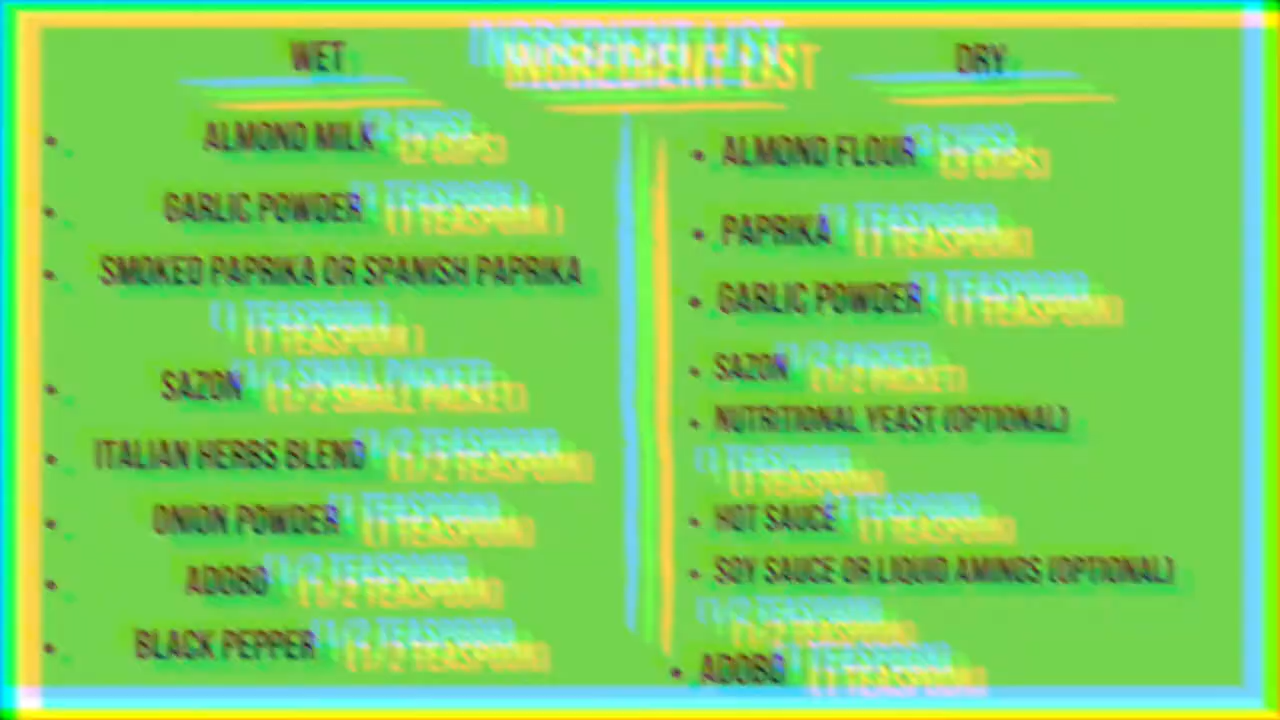 INGREDIENT LIST
WET
ALMOND MILK (2 CUPS)
GARLIC POWDER (1 TEASPOON)
SMOKED PAPRIKA OR SPANISH PAPRIKA
(1 TEASPOON)
SAZON (1/2 SMALL PACKET)
ITALIAN HERBS BLEND (1/2 TEASPOON)
ONION POWDER (1 TEASPOON)
ADOBO (1/2 TEASPOON)
BLACK PEPPER (1/2 TEASPOON)
DRY
ALMOND FLOUR (3 CUPS)
PAPRIKA (1 TEASPOON)
GARLIC POWDER (1 TEASPOON)
SAZON (1/2 PACKET)
NUTRITIONAL YEAST (OPTIONAL)
(1 TEASPOON)
HOT SAUCE (1 TEASPOON)
SOY SAUCE OR LIQUID AMINOS (OPTIONAL)
(1/2 TEASPOON)
ADOBO (1 TEASPOON)